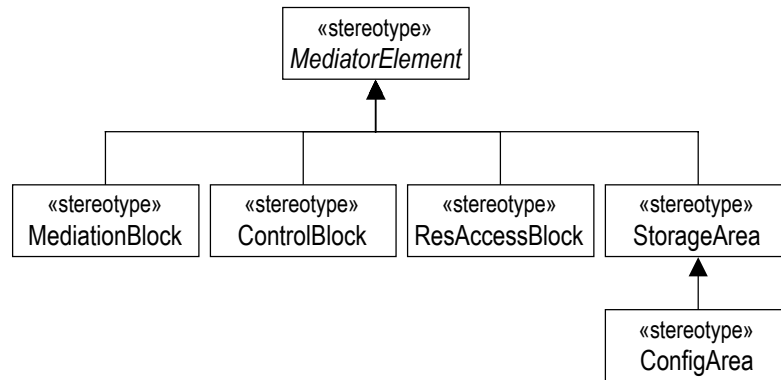 «stereotype»
MediatorElement
«stereotype»
MediationBlock
«stereotype»
ControlBlock
«stereotype»
ResAccessBlock
«stereotype»
StorageArea
«stereotype»
ConfigArea